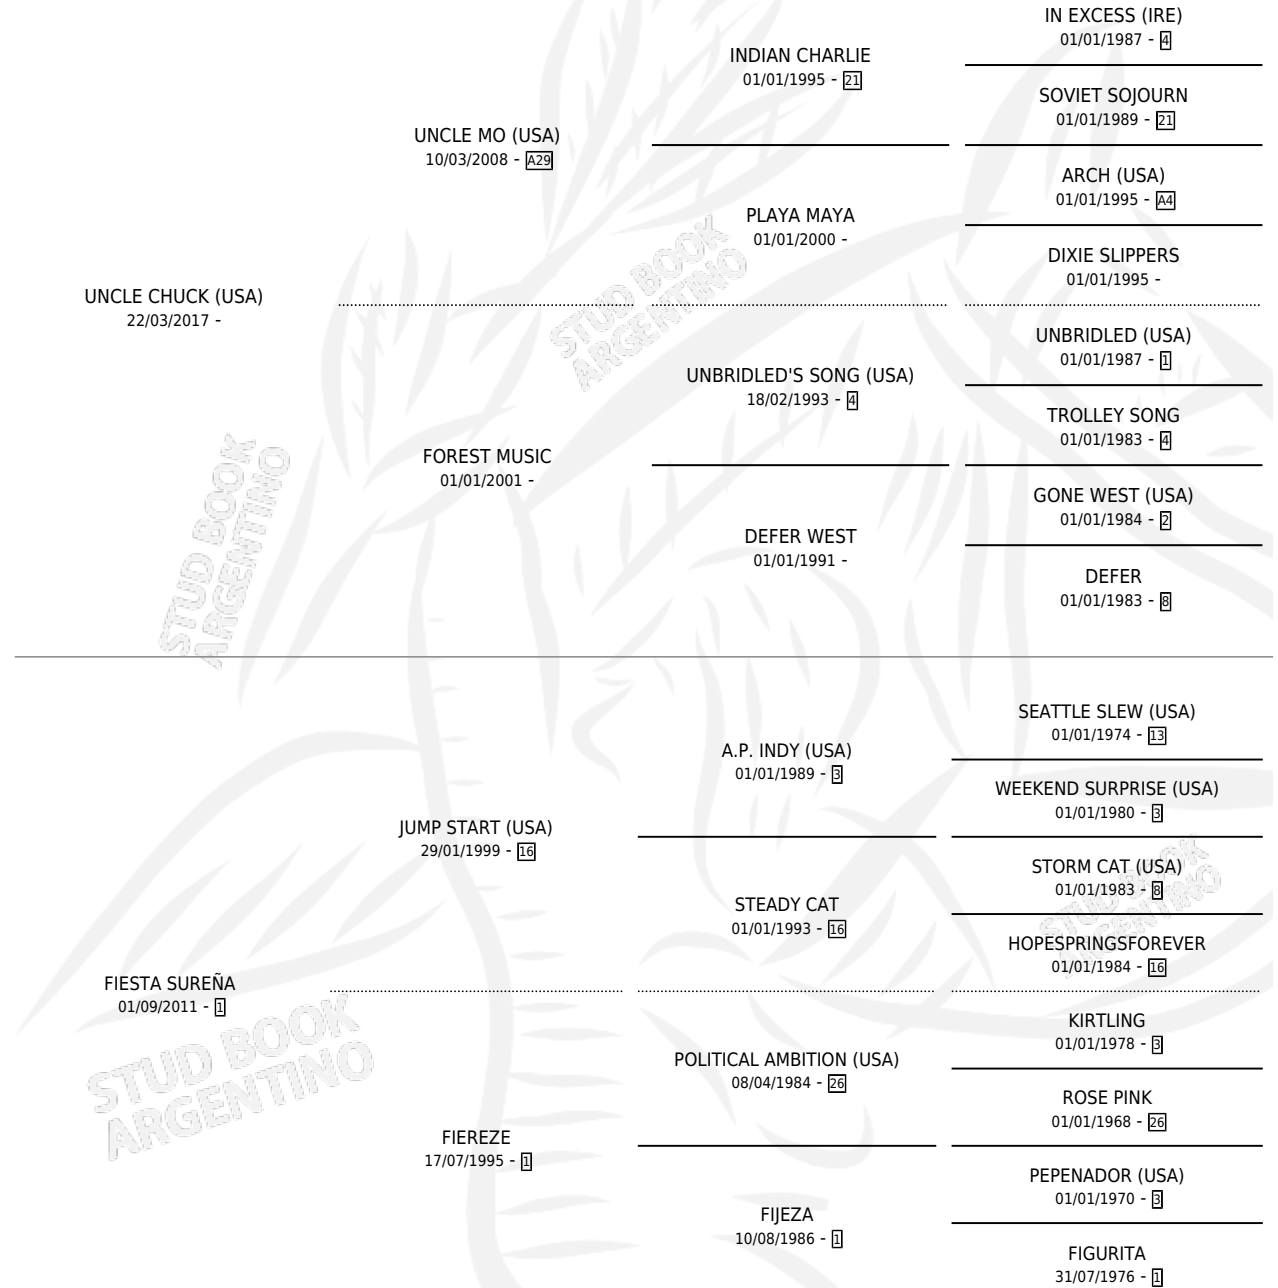 IN EXCESS (IRE)
01/01/1987 - 4
INDIAN CHARLIE
01/01/1995 - 21
SOVIET SOJOURN
01/01/1989 - 21
UNCLE MO (USA)
10/03/2008 - A29
ARCH (USA)
01/01/1995 - A4
PLAYA MAYA
01/01/2000 -
DIXIE SLIPPERS
01/01/1995 -
UNCLE CHUCK (USA)
22/03/2017 -
STUD BOOK
ARGENTINO
UNBRIDLED (USA)
01/01/1987 - 1
UNBRIDLED'S SONG (USA)
18/02/1993 - 4
TROLLEY SONG
01/01/1983 - 4
FOREST MUSIC
01/01/2001 -
GONE WEST (USA)
01/01/1984 - 2
DEFER WEST
01/01/1991 -
DEFER
01/01/1983 - 8
STUD BOOK
ARGENTINO
SEATTLE SLEW (USA)
01/01/1974 - 13
A.P. INDY (USA)
01/01/1989 - 3
WEEKEND SURPRISE (USA)
01/01/1980 - 3
JUMP START (USA)
29/01/1999 - 16
STORM CAT (USA)
01/01/1983 - 8
STEADY CAT
01/01/1993 - 16
STUD BOOK
ARGENTINO
HOPESPRINGSFOREVER
01/01/1984 - 16
FIESTA SUREÑA
01/09/2011 - 1
STUD BOOK
ARGENTINO
KIRTLING
01/01/1978 - 3
POLITICAL AMBITION (USA)
08/04/1984 - 26
ROSE PINK
01/01/1968 - 26
FIEREZE
17/07/1995 - 1
PEPENADOR (USA)
01/01/1970 - 3
FIJEZA
10/08/1986 - 1
FIGURITA
31/07/1976 - 1